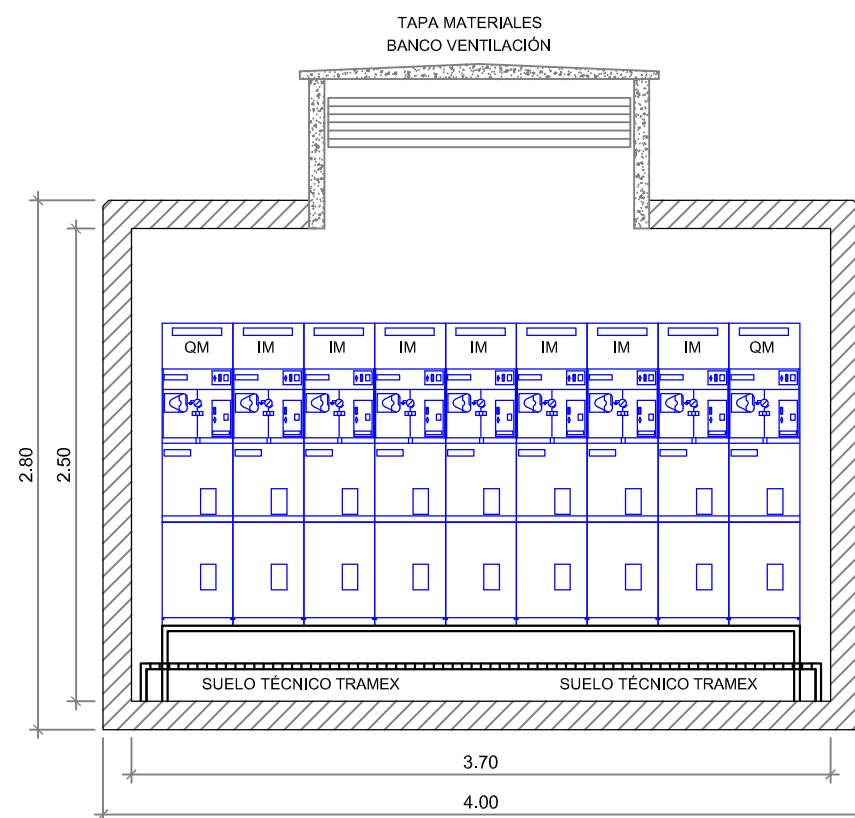 TAPA MATERIALES
BANCO VENTILACIÓN
QM IM IM IM IM IM IM IM QM
2.80
2.50
SUELO TÉCNICO TRAMEX SUELO TÉCNICO TRAMEX
3.70
4.00